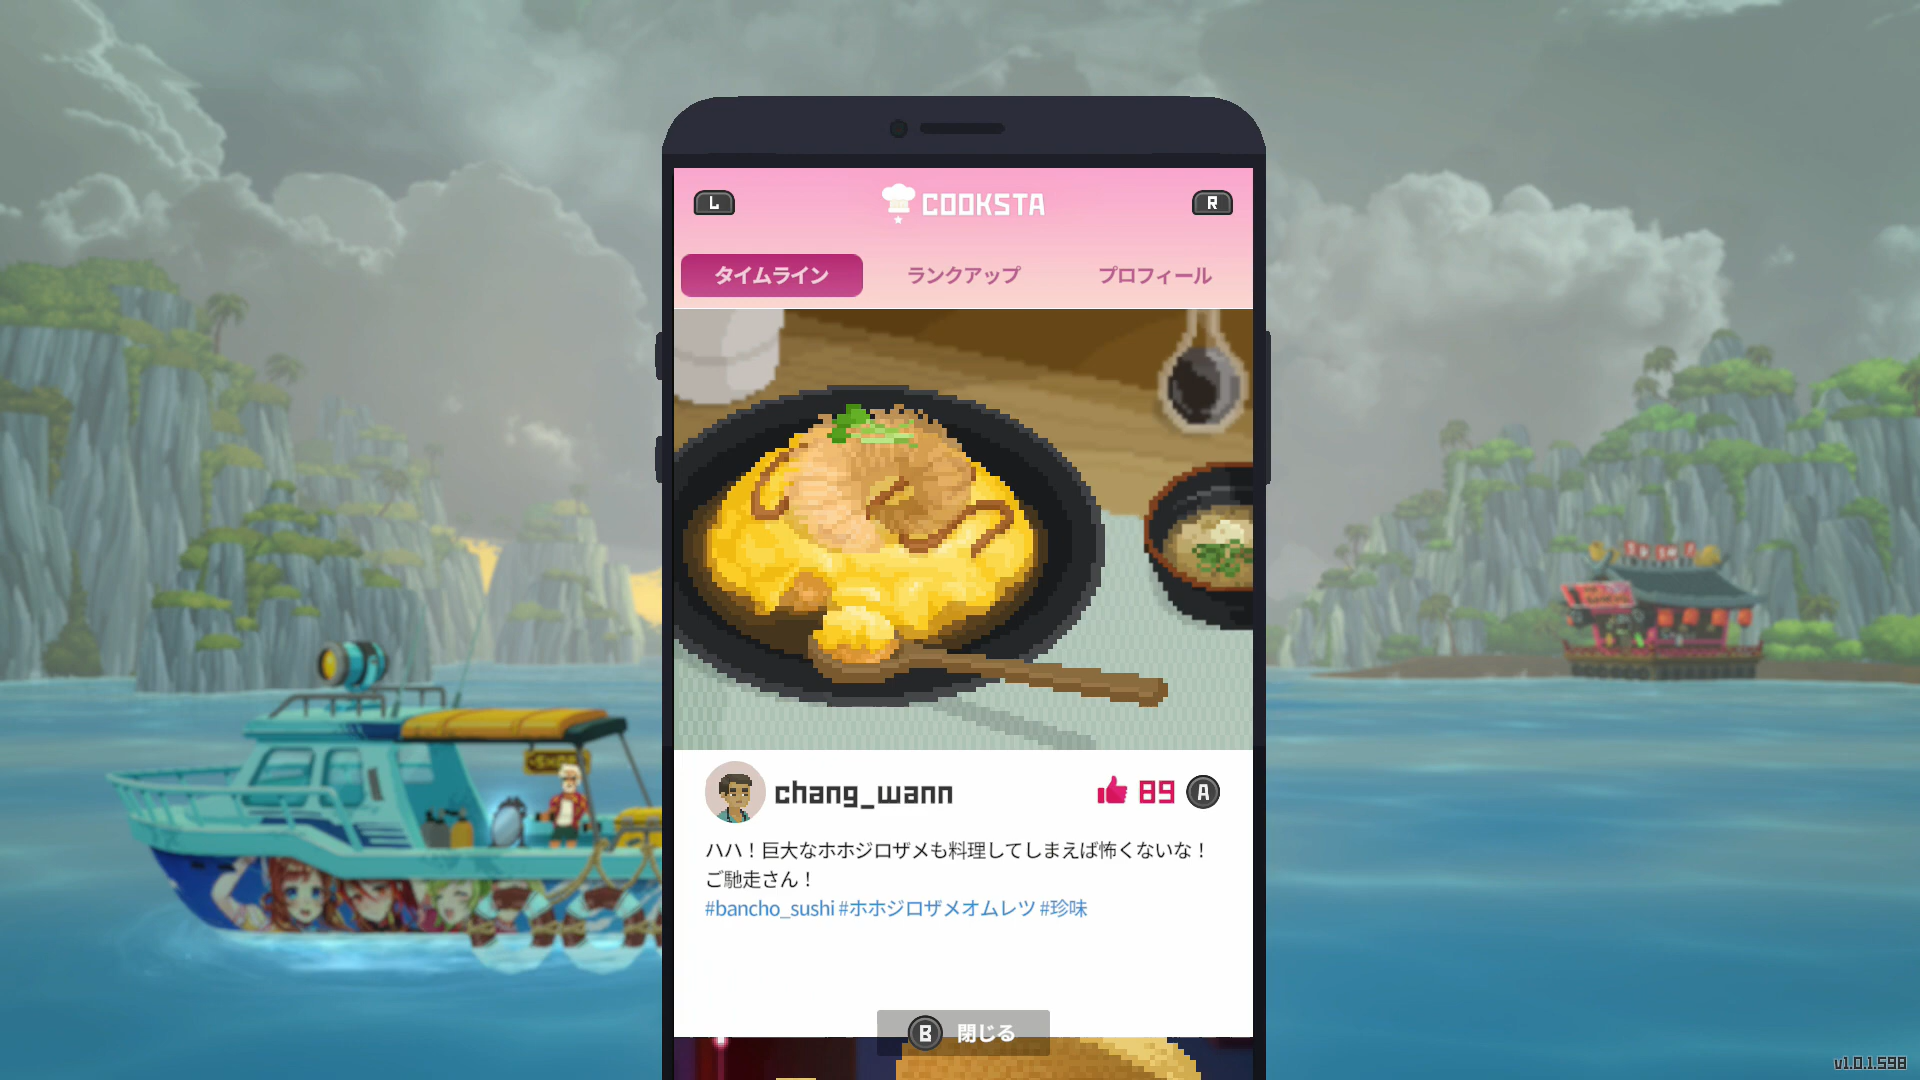 L
COOKSTA
R
タイムライン
ランクアップ
プロフィール
SHOP
SUSHI
chang_wann
89
A
ハハ！巨大なホホジロザメも料理してしまえば怖くないな！
ご馳走さん！
#bancho_sushi #ホホジロザメオムレツ #珍味
B 閉じる
v1.0.1.598